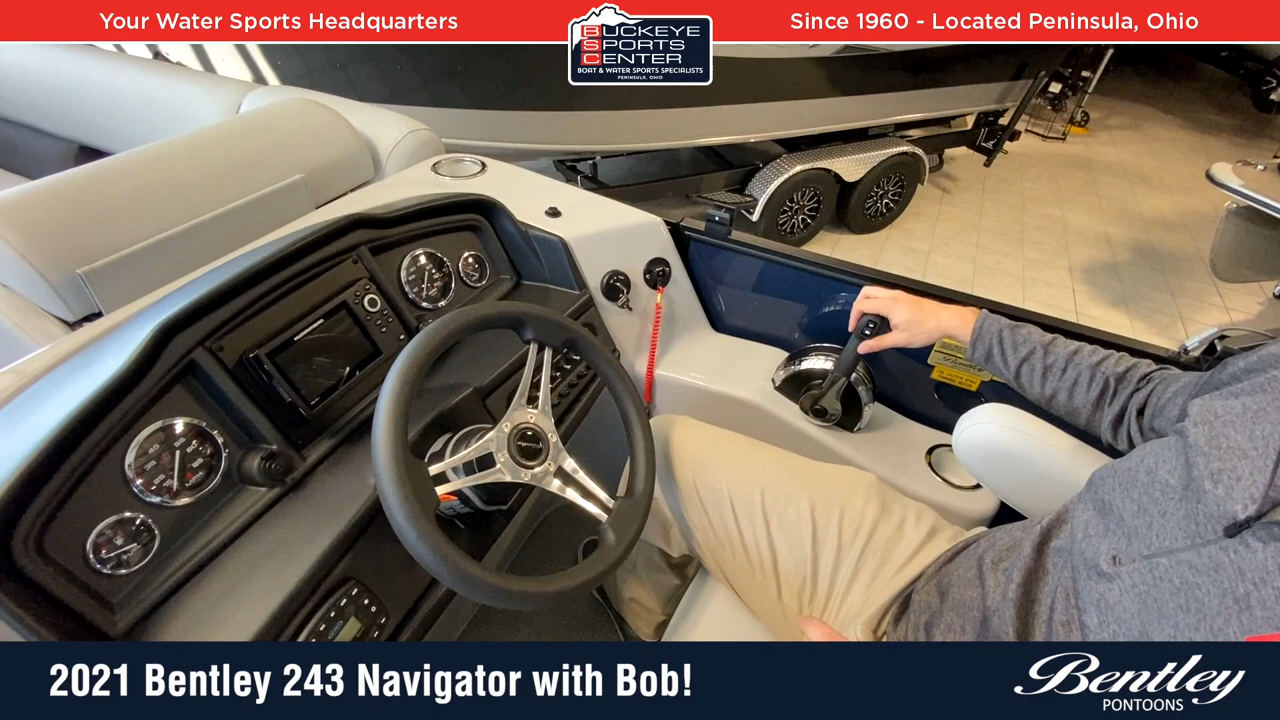 Your Water Sports Headquarters
BUCKEYE
SPORTS
CENTER
BOAT & WATER SPORTS SPECIALISTS
PENINSULA, OHIO
Since 1960 - Located Peninsula, Ohio
Bentley
2021 Bentley 243 Navigator with Bob!
Bentley
PONTOONS